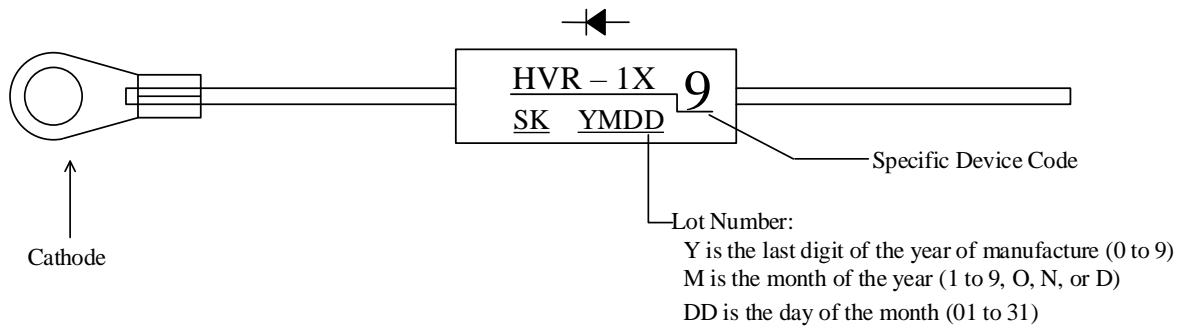 HVR – 1X 9
SK YMDD
Specific Device Code
Lot Number:
Y is the last digit of the year of manufacture (0 to 9)
M is the month of the year (1 to 9, O, N, or D)
DD is the day of the month (01 to 31)
Cathode